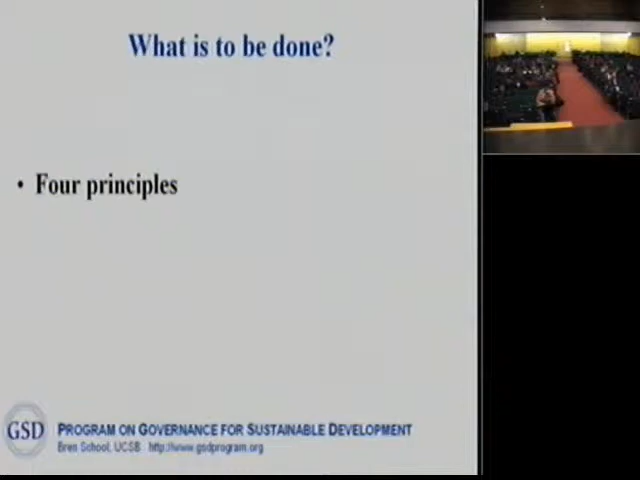 What is to be done?
• Four principles
GSD
PROGRAM ON GOVERNANCE FOR SUSTAINABLE DEVELOPMENT
Bren School, UCSB http://www.gsdprogram.org